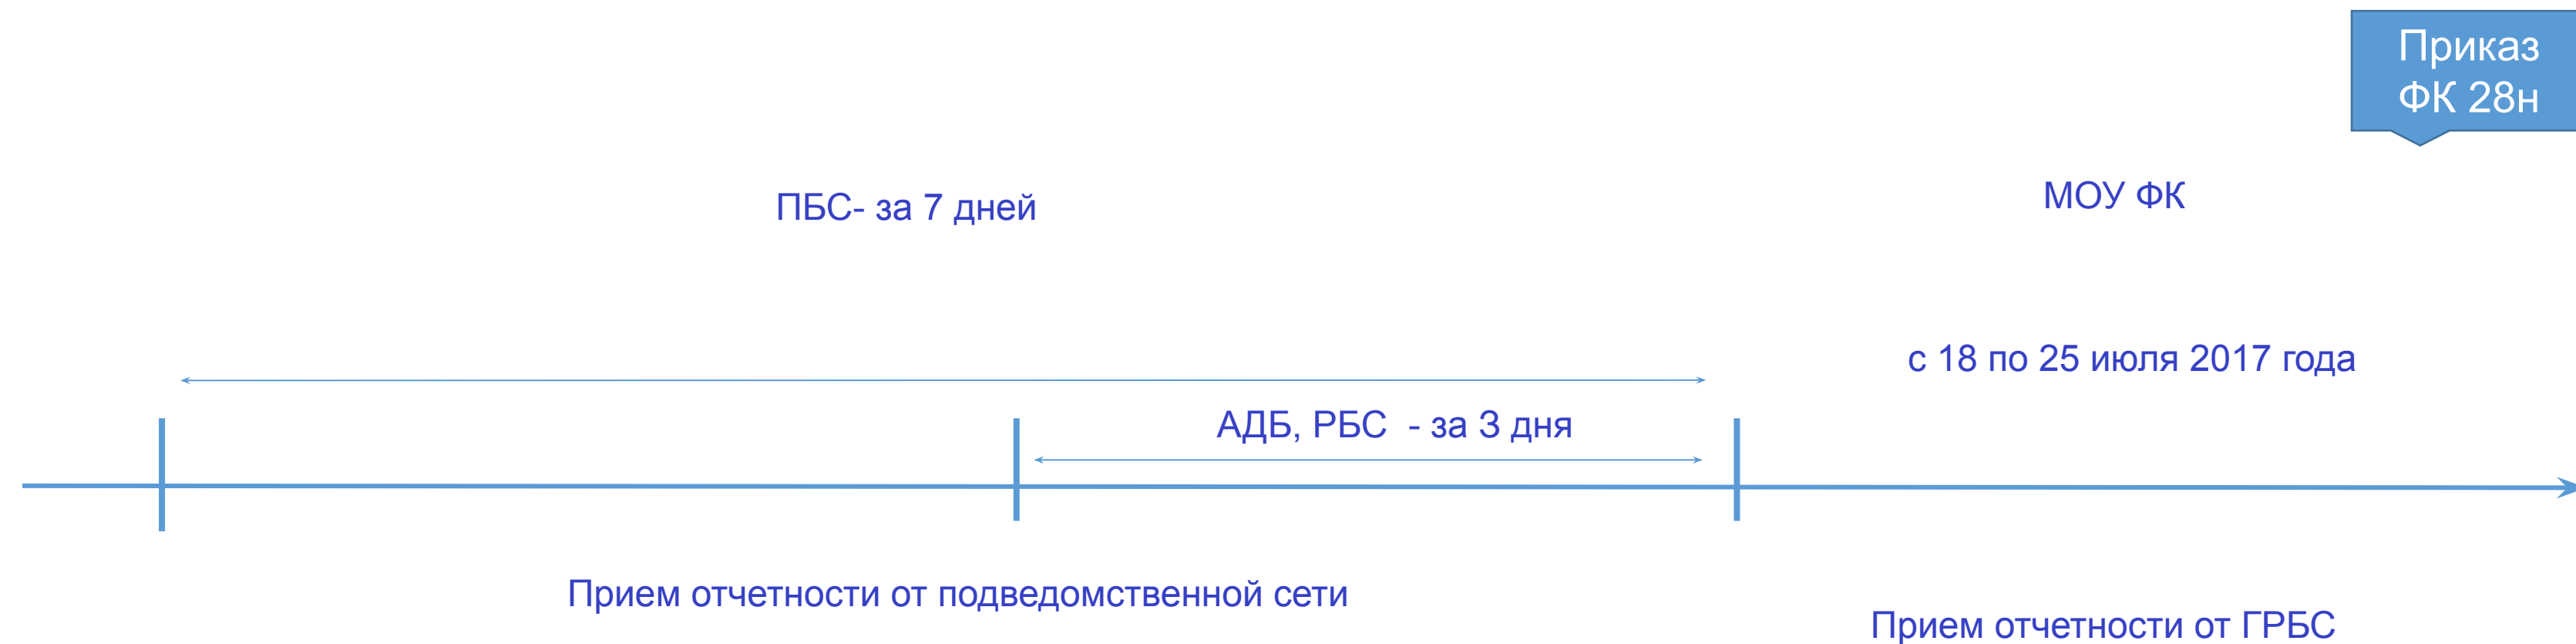 Приказ
ФК 28н
ПБС- за 7 дней
МОУ ФК
с 18 по 25 июля 2017 года
АДБ, РБС - за 3 дня
Прием отчетности от подведомственной сети
Прием отчетности от ГРБС